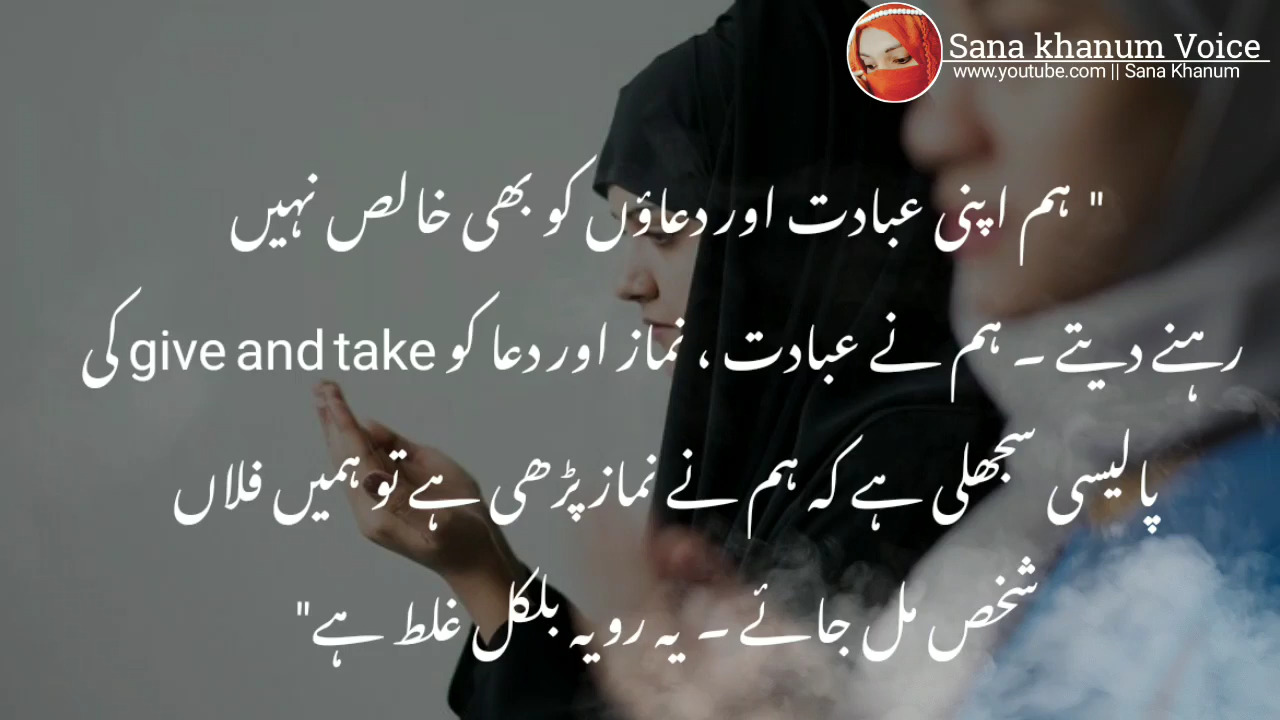 Sana khanum Voice
www.youtube.com || Sana Khanum
" ہم اپنی عبادت اور دعاؤں کو بھی خالص نہیں
رہنے دیتے ۔ ہم نے عبادت ، نماز اور دعا کو give and take کی
پالیسی سمجھلی ہے کہ ہم نے نماز پڑھی ہے تو ہمیں فلاں
شخص مل جائے ۔ یہ رویہ بلکل غلط ہے"